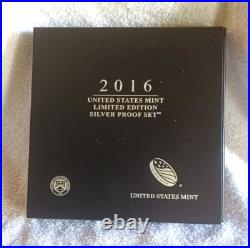 2016
UNITED STATES MINT
LIMITED EDITION
SILVER PROOF SET™
UNITED STATES MINT